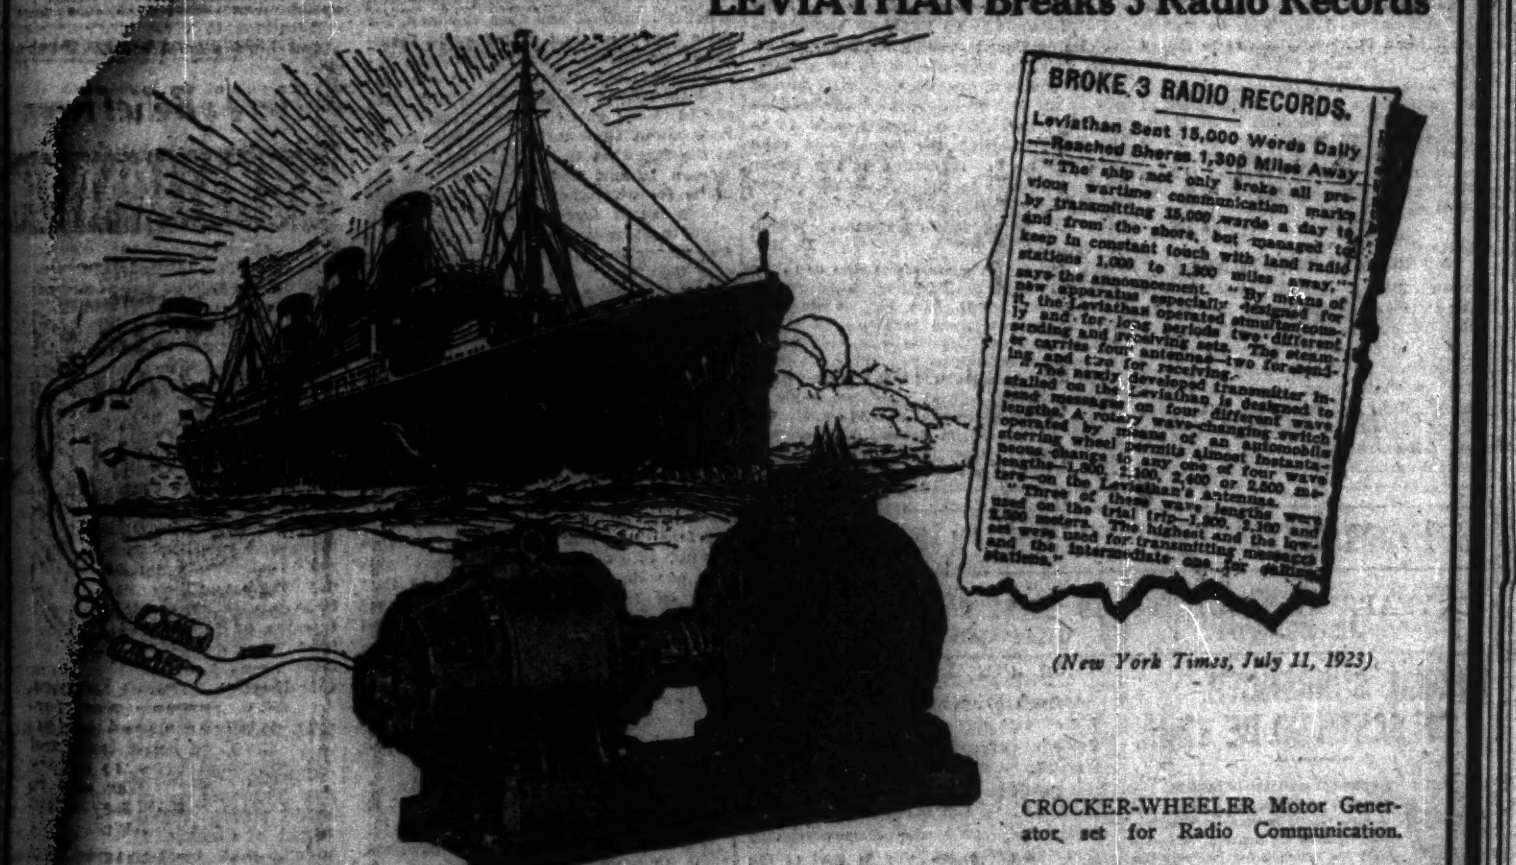 LEVIATHAN Breaks 3 Radio Records
BROKE 3 RADIO RECORDS.
Leviathan Sent 15,000 Words Daily
—Reached Shores 1,300 Miles Away
"The ship not only broke all pre-
vious wartime communication marks
by transmitting 15,000 words a day to
and from the shore, but managed to
keep in constant touch with land radio
stations 1,000 to 1,300 miles away,"
says the announcement. "By means of
new apparatus especially designed for
it, the Leviathan operated simultaneous-
ly and for long periods two different
sending and receiving sets. The steam-
er carries four antennae—two for send-
ing and two for receiving.
"The newly developed transmitter in-
stalled on the Leviathan is designed to
send messages on four different wave
lengths. A rotary wave-changing switch
operated by means of an automobile
steering wheel permits almost instanta-
neous change to any one of four wave
lengths—1,800, 2,100, 2,400 or 2,500 me-
ters—on the Leviathan's antennae.
"Three of these wave lengths were
used on the trial trip—1,800, 2,100 and
meters. The highest and the low-
est were used for transmitting messages
and the intermediate one for calling
stations."
(New York Times, July 11, 1923)
CROCKER-WHEELER Motor Gener-
ator set for Radio Communication.